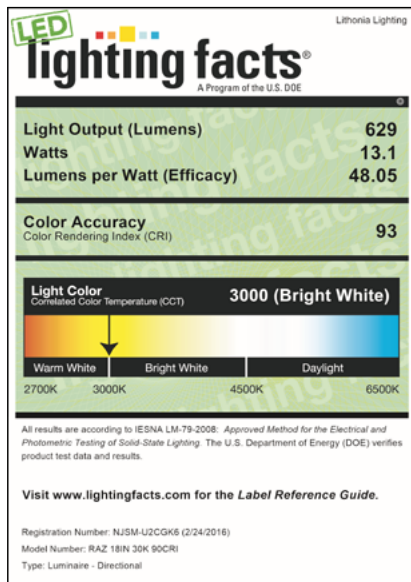 LED
Lithonia Lighting
lighting facts®
A Program of the U.S. DOE
Light Output (Lumens) 629
Watts 13.1
Lumens per Watt (Efficacy) 48.05
Color Accuracy
Color Rendering Index (CRI) 93
Light Color
Correlated Color Temperature (CCT) 3000 (Bright White)
Warm White Bright White Daylight
2700K 3000K 4500K 6500K
All results are according to IESNA LM-79-2008: Approved Method for the Electrical and
Photometric Testing of Solid-State Lighting. The U.S. Department of Energy (DOE) verifies
product test data and results.
Visit www.lightingfacts.com for the Label Reference Guide.
Registration Number: NJSM-U2CGK6 (2/24/2016)
Model Number: RAZ 18IN 30K 90CRI
Type: Luminaire - Directional